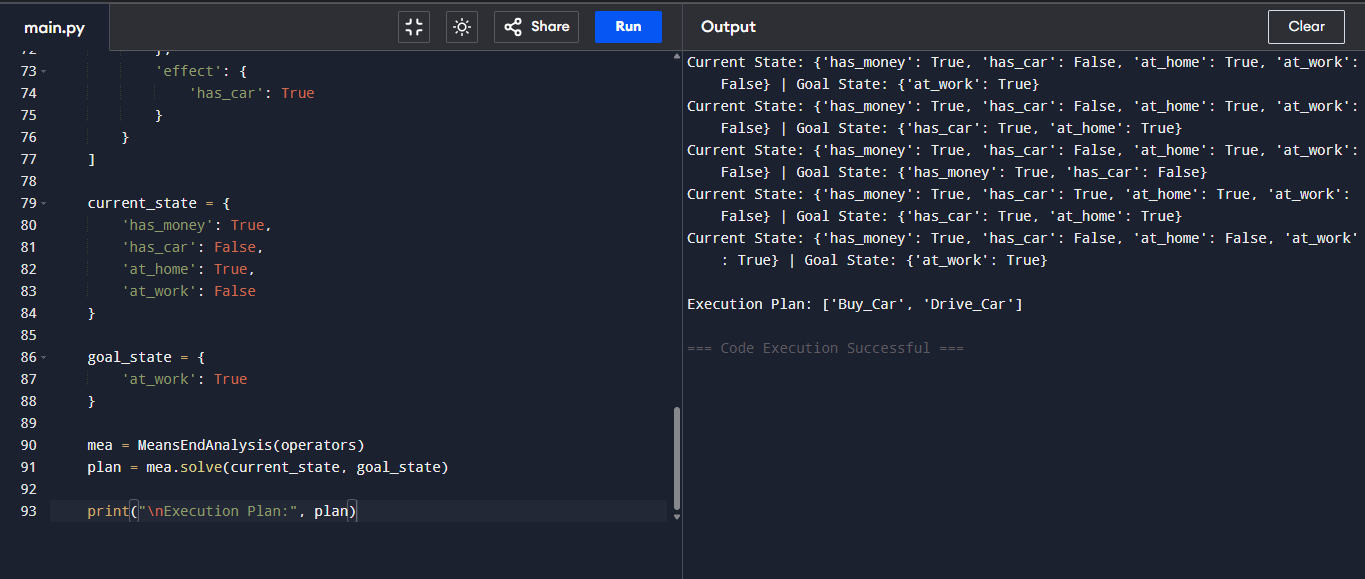 main.py
Share
Run
Output
Clear
72 },
73 'effect': {
74 'has_car': True
75 }
76 }
77 ]
78
79 current_state = {
80 'has_money': True,
81 'has_car': False,
82 'at_home': True,
83 'at_work': False
84 }
85
86 goal_state = {
87 'at_work': True
88 }
89
90 mea = MeansEndAnalysis(operators)
91 plan = mea.solve(current_state, goal_state)
92
93 print("\nExecution Plan:", plan)
Current State: {'has_money': True, 'has_car': False, 'at_home': True, 'at_work':
False} | Goal State: {'at_work': True}
Current State: {'has_money': True, 'has_car': False, 'at_home': True, 'at_work':
False} | Goal State: {'has_car': True, 'at_home': True}
Current State: {'has_money': True, 'has_car': False, 'at_home': True, 'at_work':
False} | Goal State: {'has_money': True, 'has_car': False}
Current State: {'has_money': True, 'has_car': True, 'at_home': True, 'at_work':
False} | Goal State: {'has_car': True, 'at_home': True}
Current State: {'has_money': True, 'has_car': False, 'at_home': False, 'at_work'
: True} | Goal State: {'at_work': True}
Execution Plan: ['Buy_Car', 'Drive_Car']
=== Code Execution Successful ===